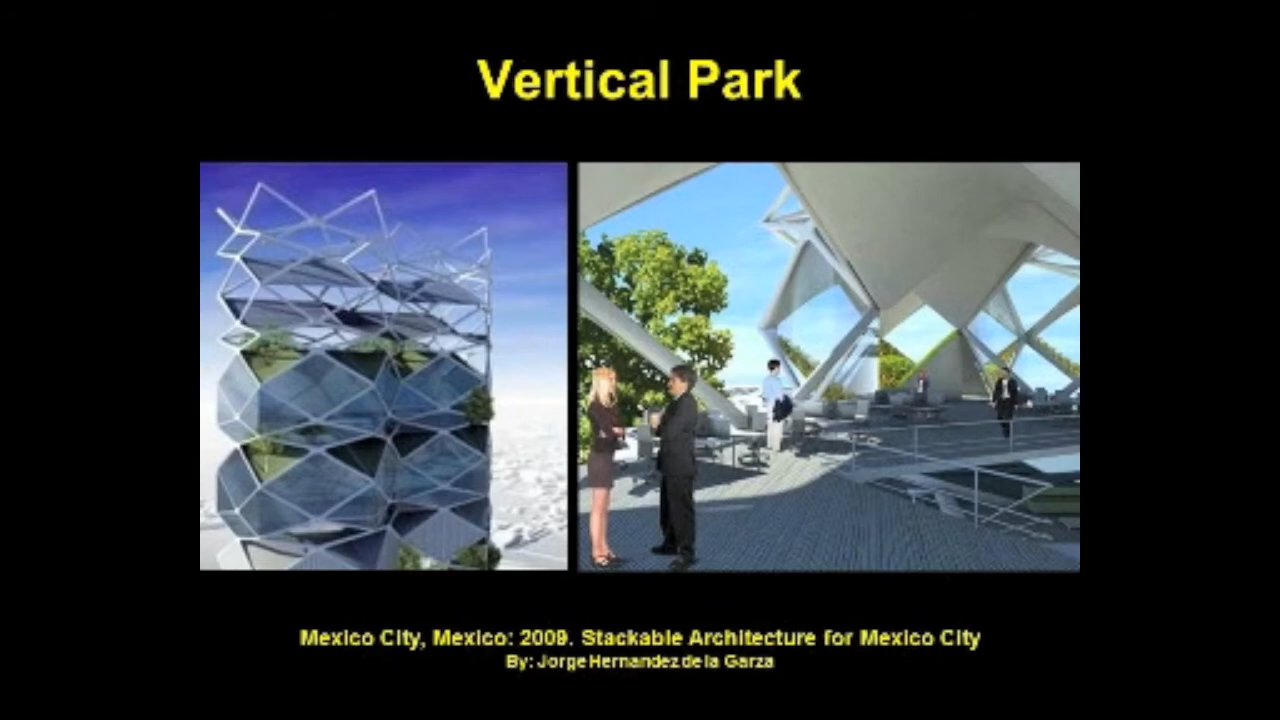 Vertical Park
Mexico City, Mexico: 2009. Stackable Architecture for Mexico City
By: Jorge Hernandez de la Garza